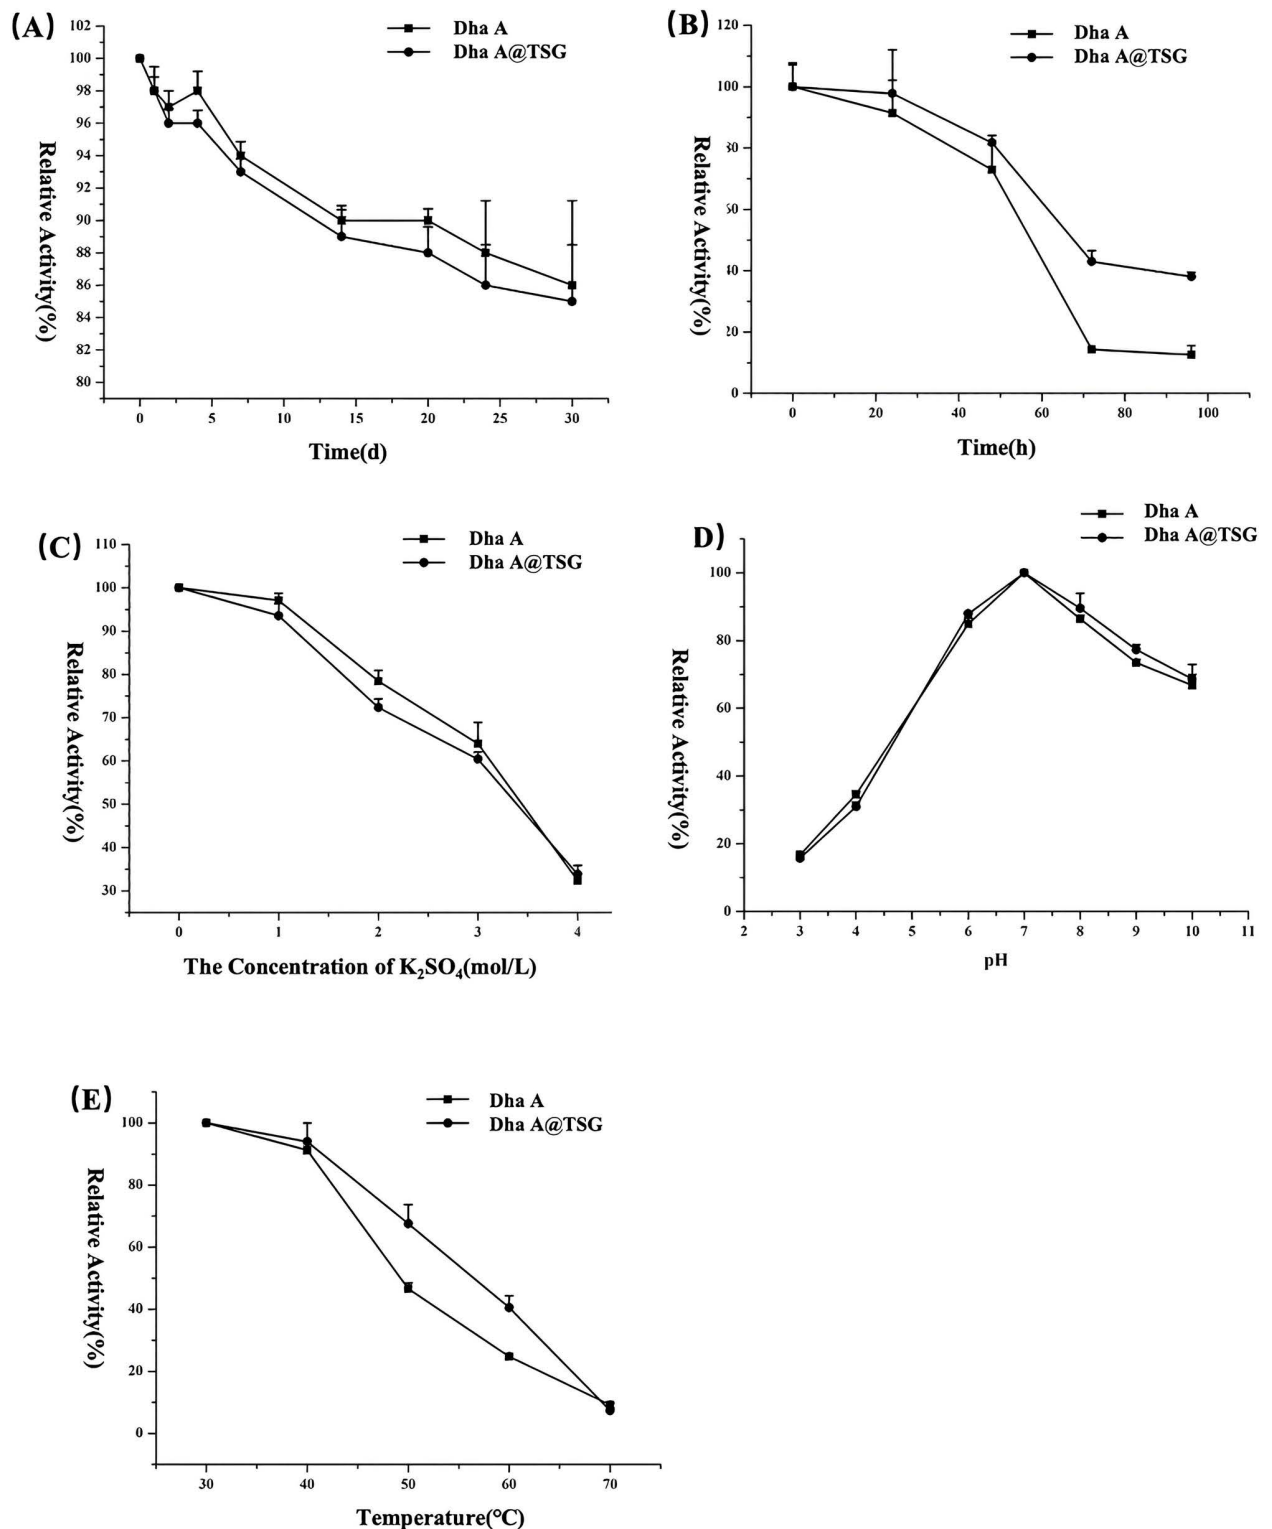 (A)
Dha A
Dha A@TSG
102
100
98
96
94
92
90
88
86
84
82
80
Relative Activity(%)
0 5 10 15 20 25 30
Time(d)
(B)
Dha A
Dha A@TSG
120
100
80
60
40
20
0
Relative Activity(%)
0 20 40 60 80 100
Time(h)
(C)
Dha A
Dha A@TSG
110
100
90
80
70
60
50
40
30
Relative Activity(%)
0 1 2 3 4
The Concentration of K₂SO₄(mol/L)
D)
Dha A
Dha A@TSG
100
80
60
40
20
0
Relative Activity(%)
2 3 4 5 6 7 8 9 10 11
pH
(E)
Dha A
Dha A@TSG
100
80
60
40
20
0
Relative Activity(%)
30 40 50 60 70
Temperature(°C)